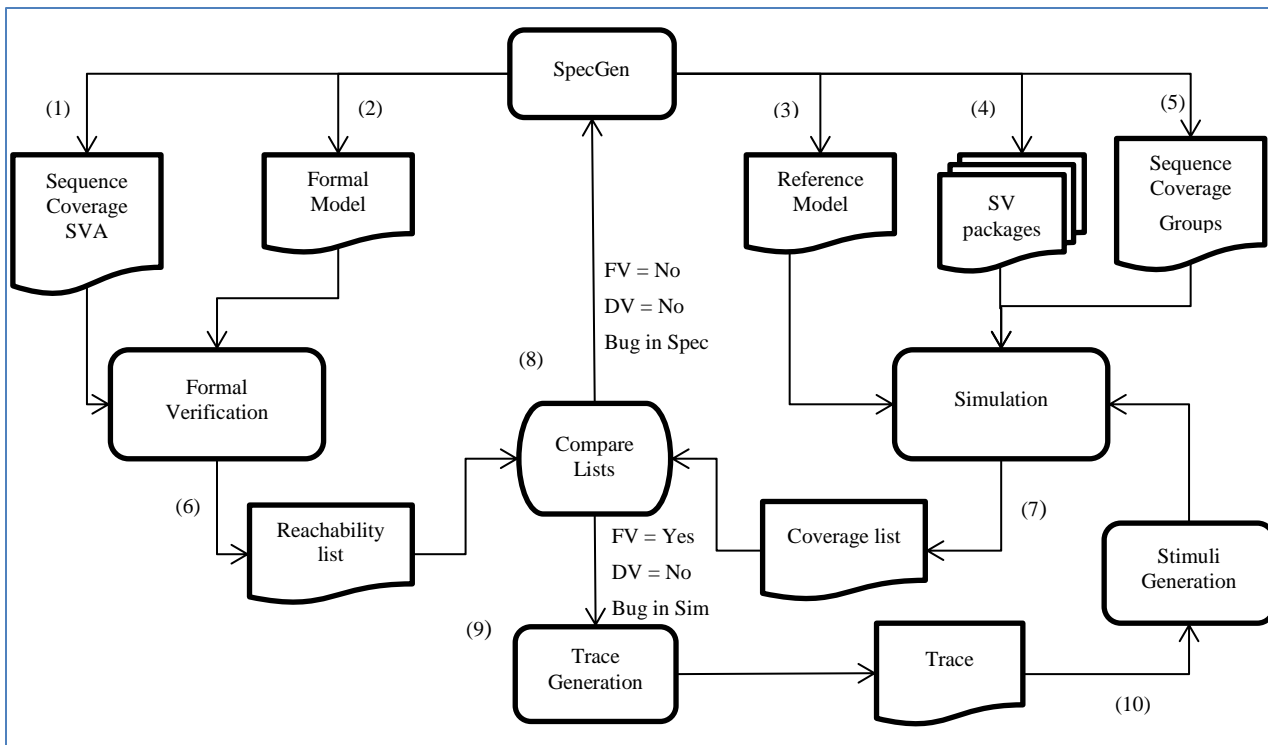 SpecGen
(1)
(2)
(3)
(4)
(5)
Sequence
Coverage
SVA
Formal
Model
Reference
Model
SV
packages
Sequence
Coverage
Groups
FV = No
DV = No
Bug in Spec
(8)
Formal
Verification
Compare
Lists
Simulation
(6)
Reachability
list
FV = Yes
DV = No
Bug in Sim
Coverage list
(7)
Stimuli
Generation
(9)
Trace
Generation
Trace
(10)